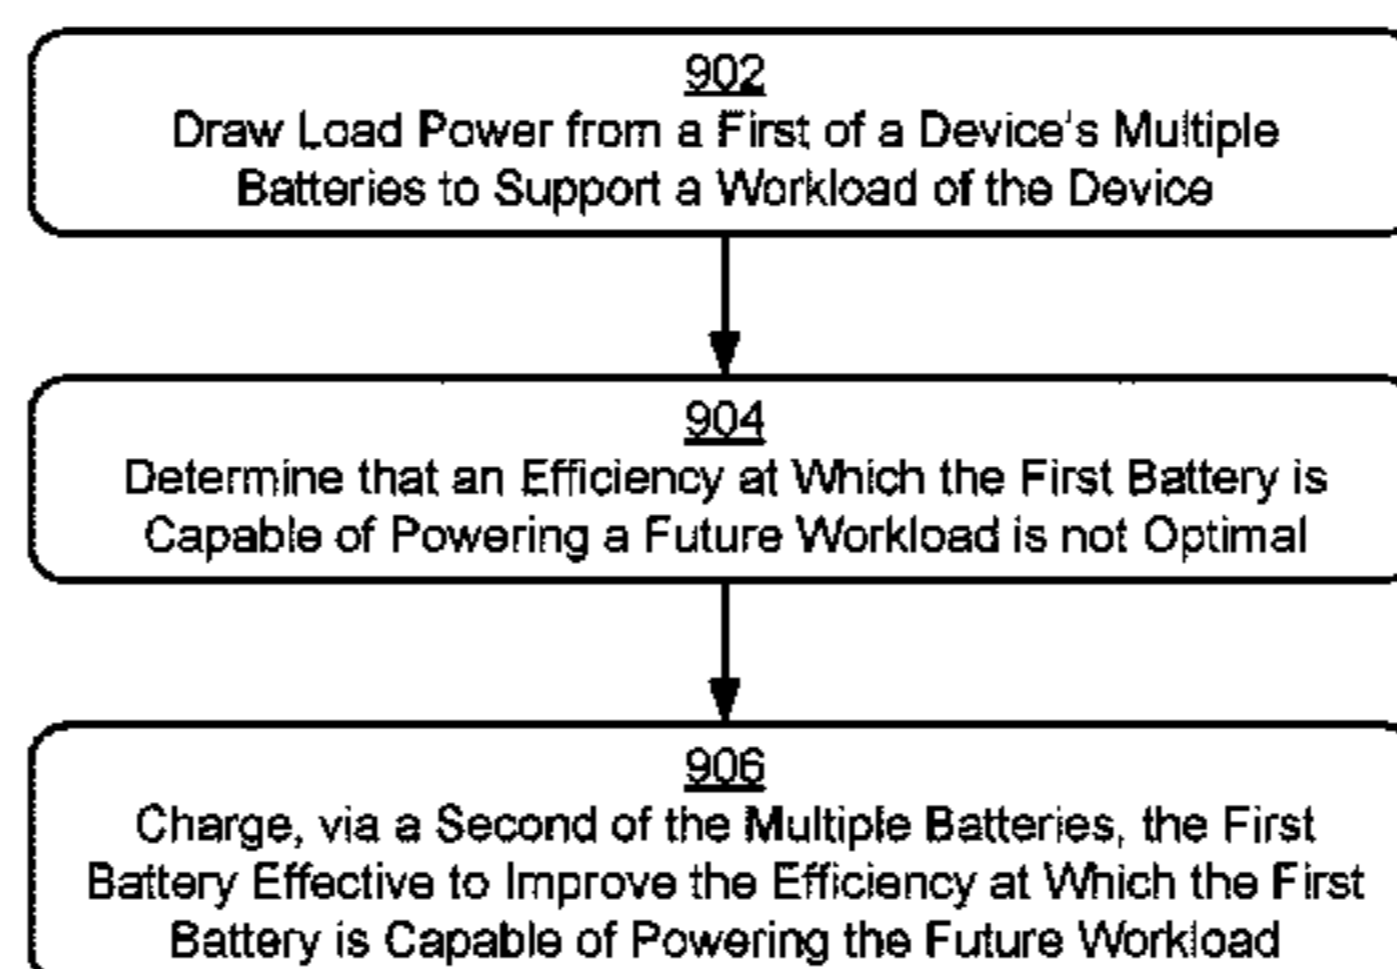 902
Draw Load Power from a First of a Device's Multiple
Batteries to Support a Workload of the Device
904
Determine that an Efficiency at Which the First Battery is
Capable of Powering a Future Workload is not Optimal
906
Charge, via a Second of the Multiple Batteries, the First
Battery Effective to Improve the Efficiency at Which the First
Battery is Capable of Powering the Future Workload